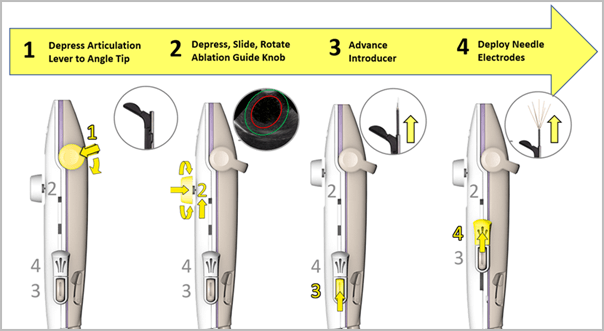 1 Depress Articulation
Lever to Angle Tip
2 Depress, Slide, Rotate
Ablation Guide Knob
3 Advance
Introducer
4 Deploy Needle
Electrodes
1
2
4
3
2
4
3
2
4
3
2
4
3